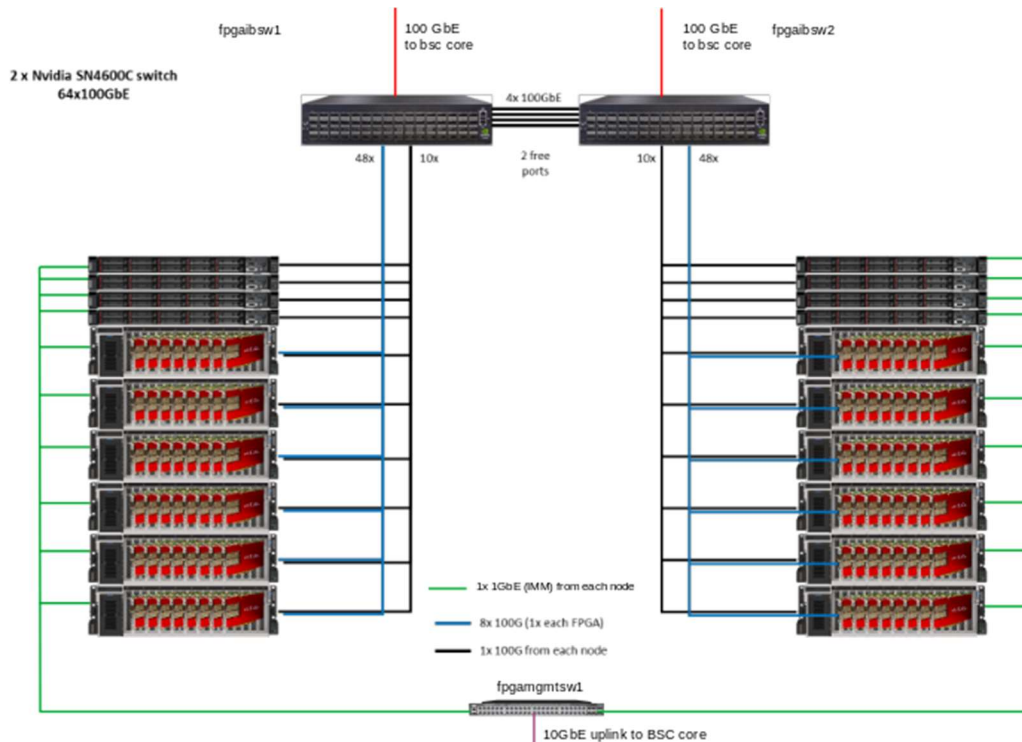 fpgaibsw1
100 GbE
to bsc core
100 GbE
to bsc core
fpgaibsw2
2 x Nvidia SN4600C switch
64x100GbE
4x 100GbE
48x
10x
2 free
ports
10x
48x
1x 1GbE (IMM) from each node
8x 100G (1x each FPGA)
1x 100G from each node
fpgamgmtsw1
10GbE uplink to BSC core